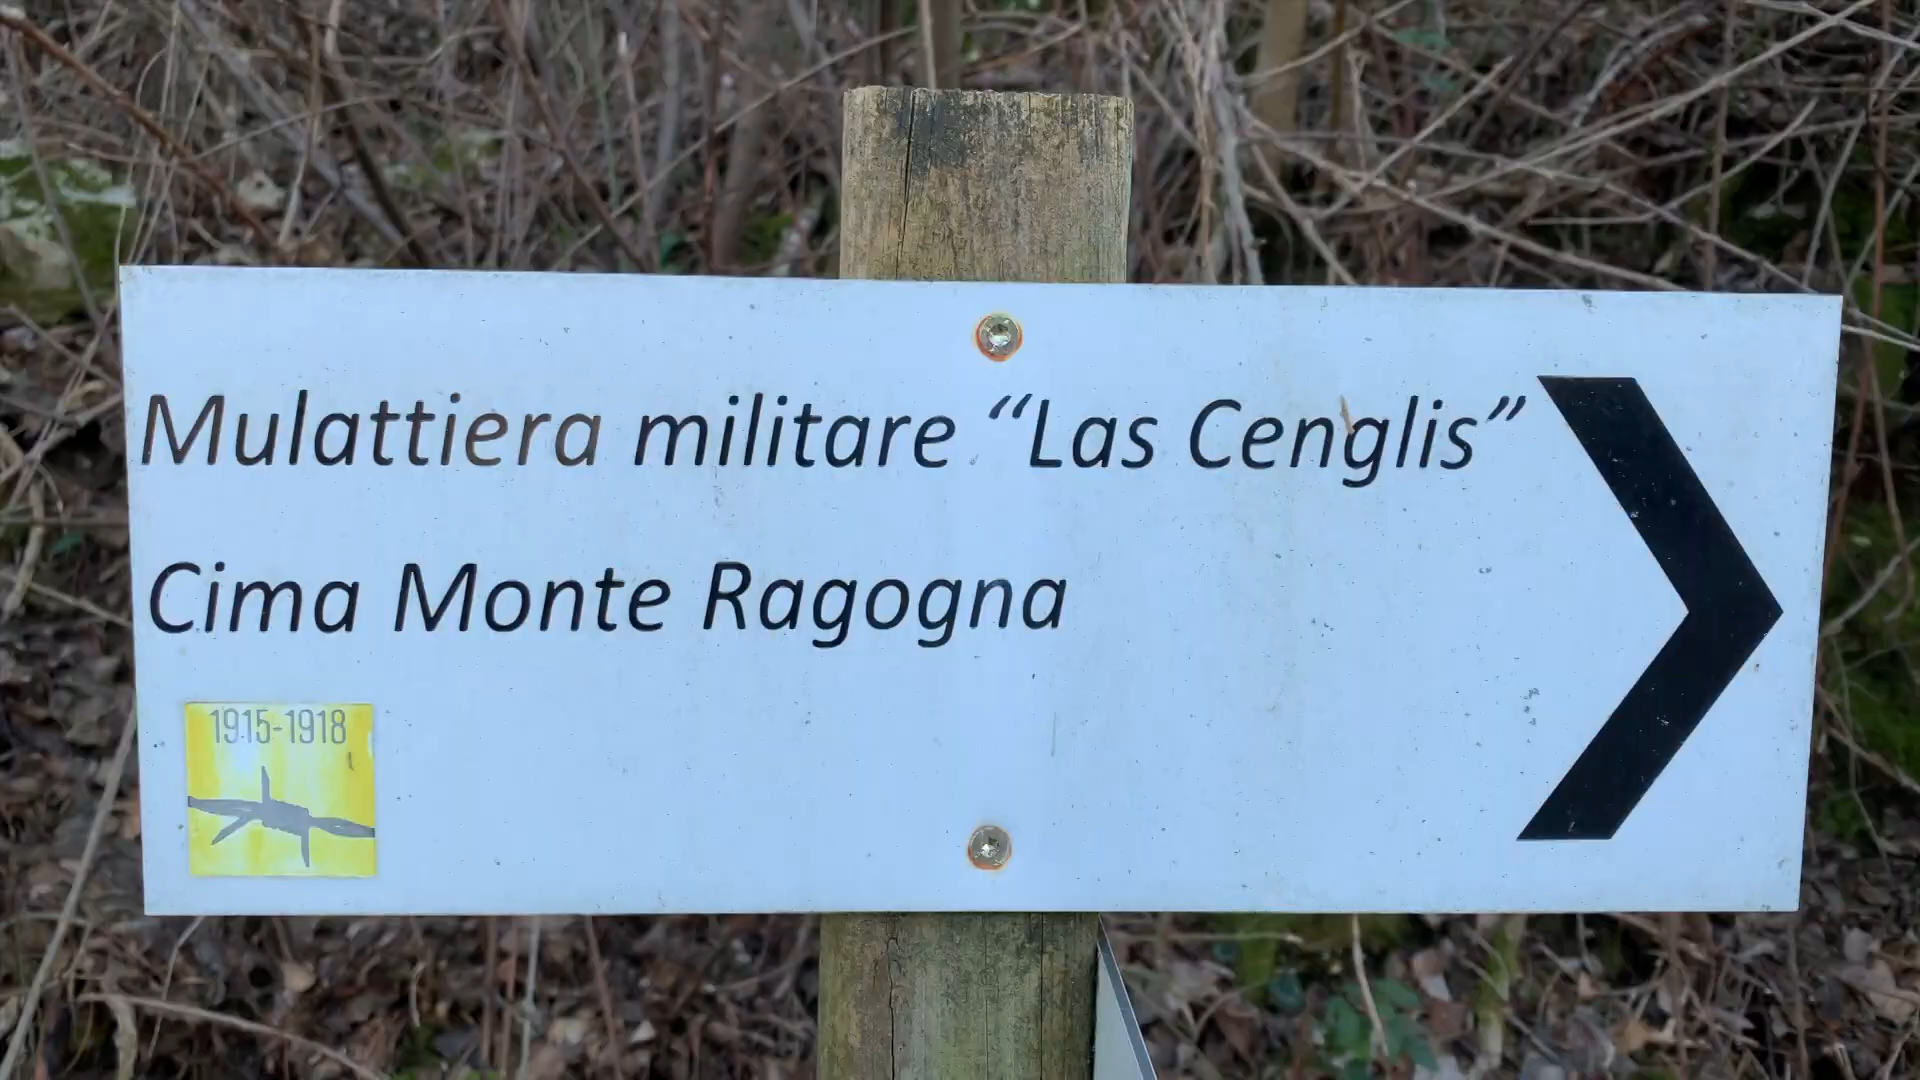 Mulattiera militare “Las Cenglis”
Cima Monte Ragogna
1915-1918